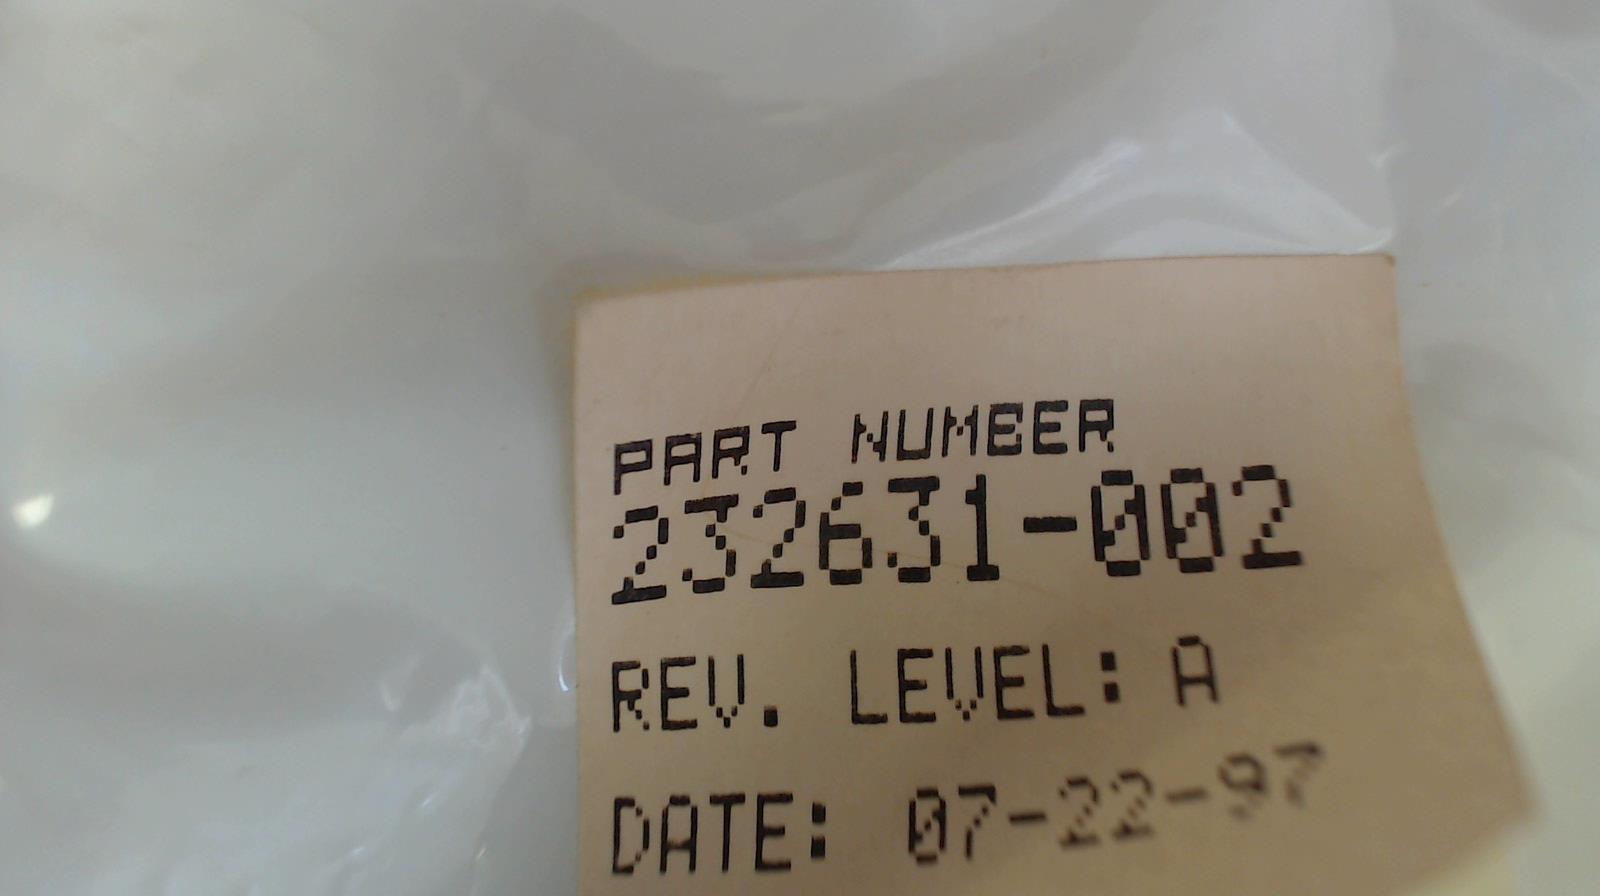 PART NUMBER
232631-002
REV. LEVEL: A
DATE: 07-22-97